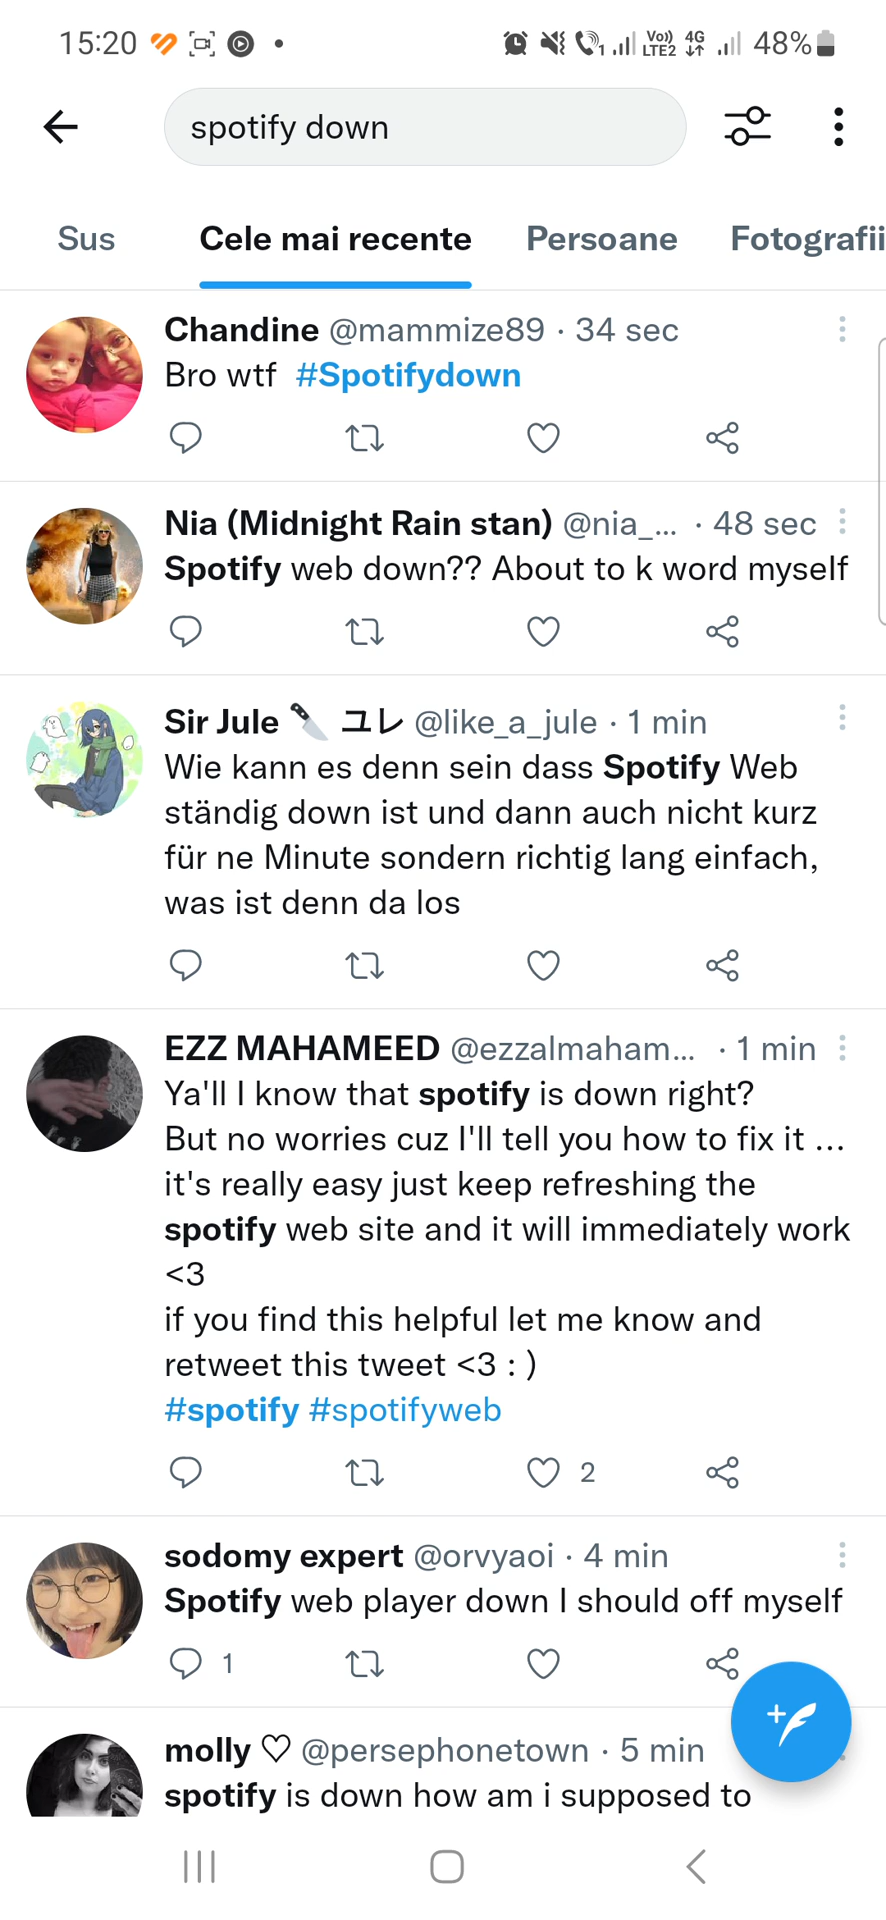 15:20 Vo)) LTE2 4G 48%
spotify down
Sus Cele mai recente Persoane Fotografii
Chandine @mammize89 · 34 sec
Bro wtf #Spotifydown
Nia (Midnight Rain stan) @nia_... · 48 sec
Spotify web down?? About to k word myself
Sir Jule 🔪 ユレ @like_a_jule · 1 min
Wie kann es denn sein dass Spotify Web
ständig down ist und dann auch nicht kurz
für ne Minute sondern richtig lang einfach,
was ist denn da los
EZZ MAHAMEED @ezzalmaham... · 1 min
Ya'll I know that spotify is down right?
But no worries cuz I'll tell you how to fix it ...
it's really easy just keep refreshing the
spotify web site and it will immediately work
<3
if you find this helpful let me know and
retweet this tweet <3 : )
#spotify #spotifyweb
2
sodomy expert @orvyaoi · 4 min
Spotify web player down I should off myself
1
molly ♡ @persephonetown · 5 min
spotify is down how am i supposed to